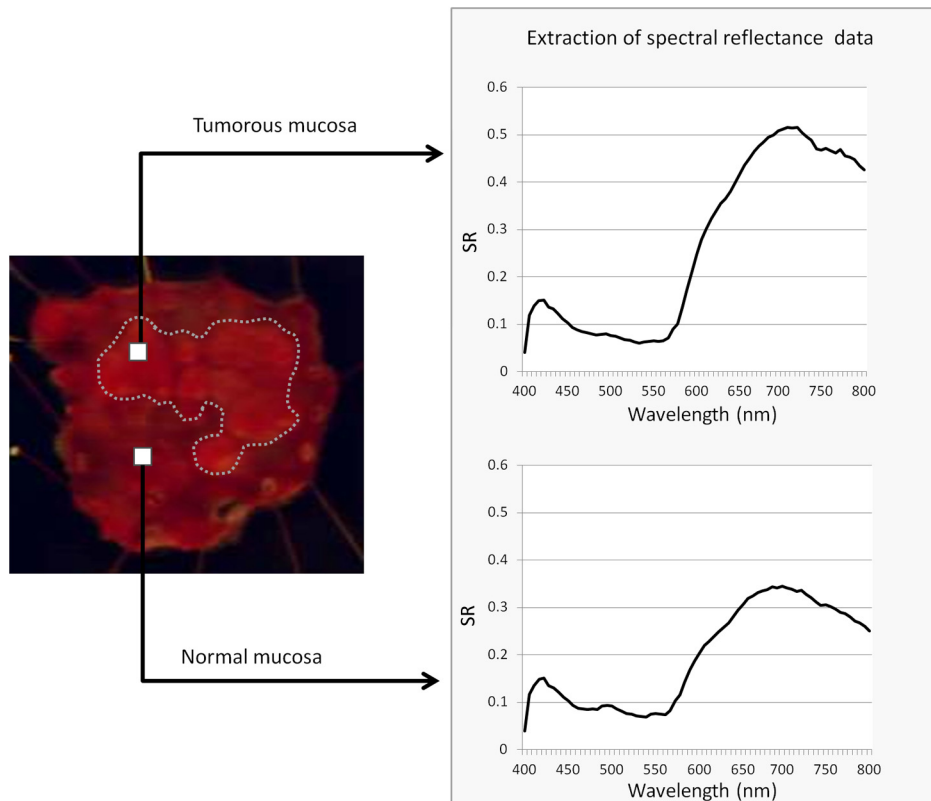 Extraction of spectral reflectance data
Tumorous mucosa
0.6
0.5
0.4
0.3
0.2
0.1
0
SR
400 450 500 550 600 650 700 750 800
Wavelength (nm)
Normal mucosa
0.6
0.5
0.4
0.3
0.2
0.1
0
SR
400 450 500 550 600 650 700 750 800
Wavelength (nm)